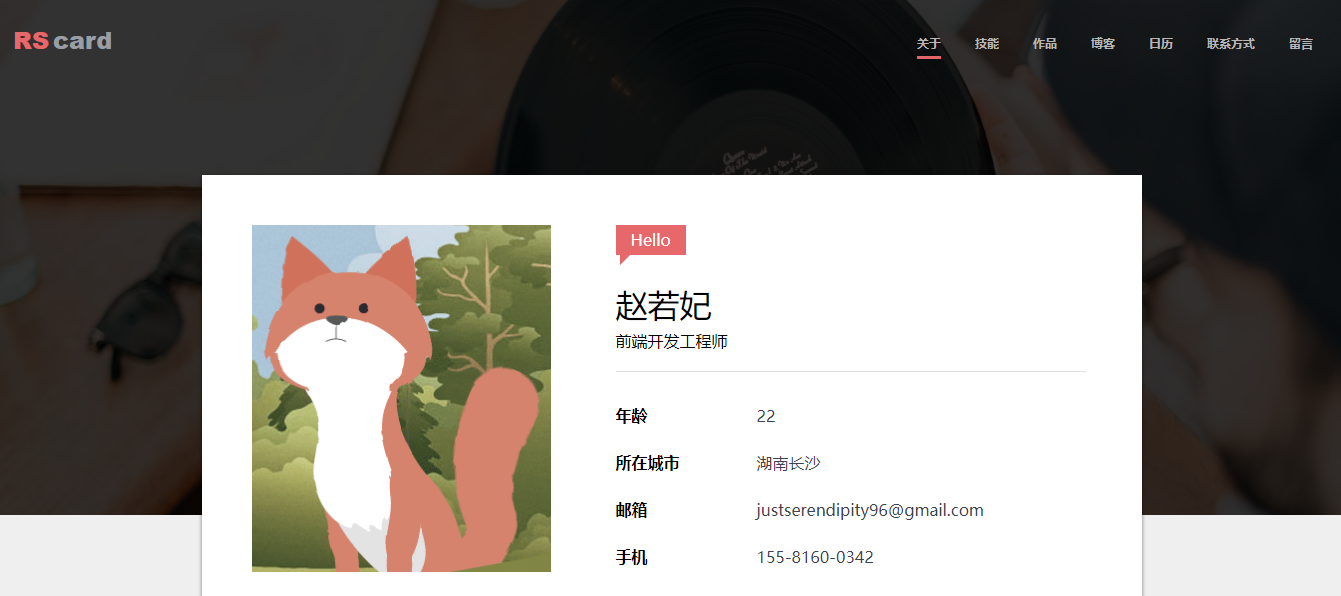 RS card
关于 技能 作品 博客 日历 联系方式 留言
Hello
赵若妃
前端开发工程师
年龄 22
所在城市 湖南长沙
邮箱 justserendipity96@gmail.com
手机 155-8160-0342